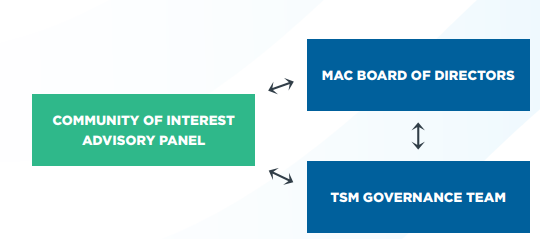 MAC BOARD OF DIRECTORS
COMMUNITY OF INTEREST
ADVISORY PANEL
TSM GOVERNANCE TEAM